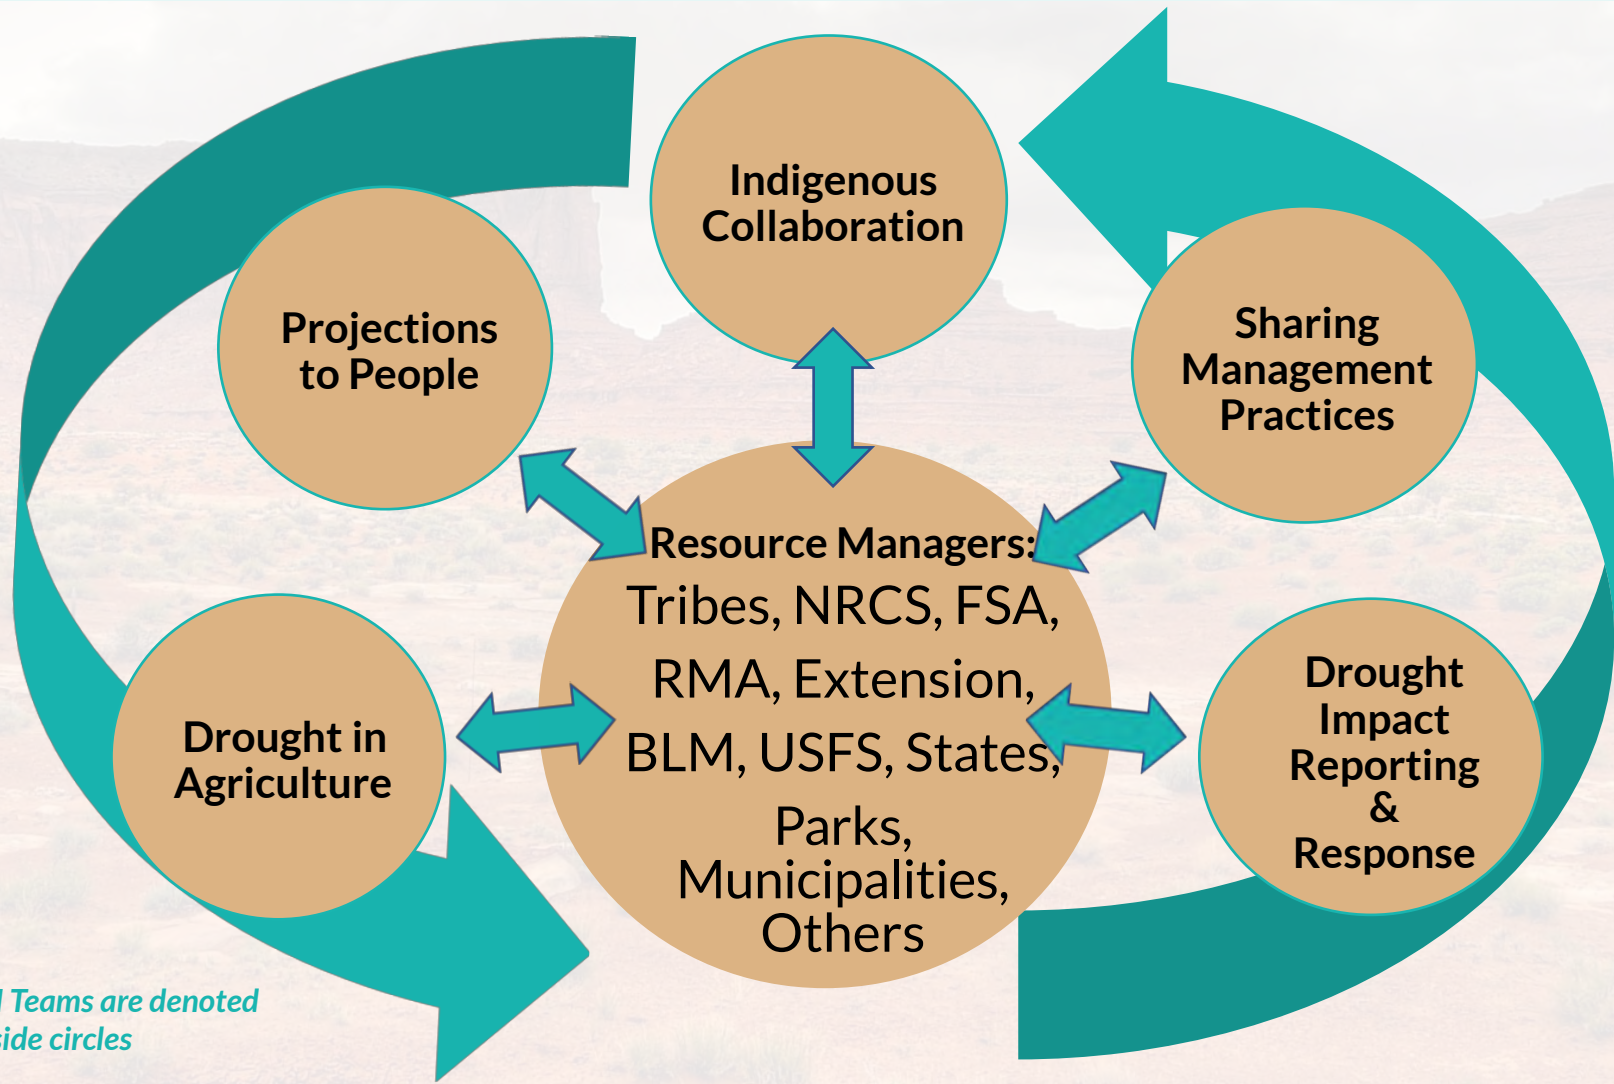 Indigenous
Collaboration
Projections
to People
Sharing
Management
Practices
Resource Managers:
Tribes, NRCS, FSA,
RMA, Extension,
BLM, USFS, States,
Parks,
Municipalities,
Others
Drought in
Agriculture
Drought
Impact
Reporting
&
Response
Teams are denoted
circles